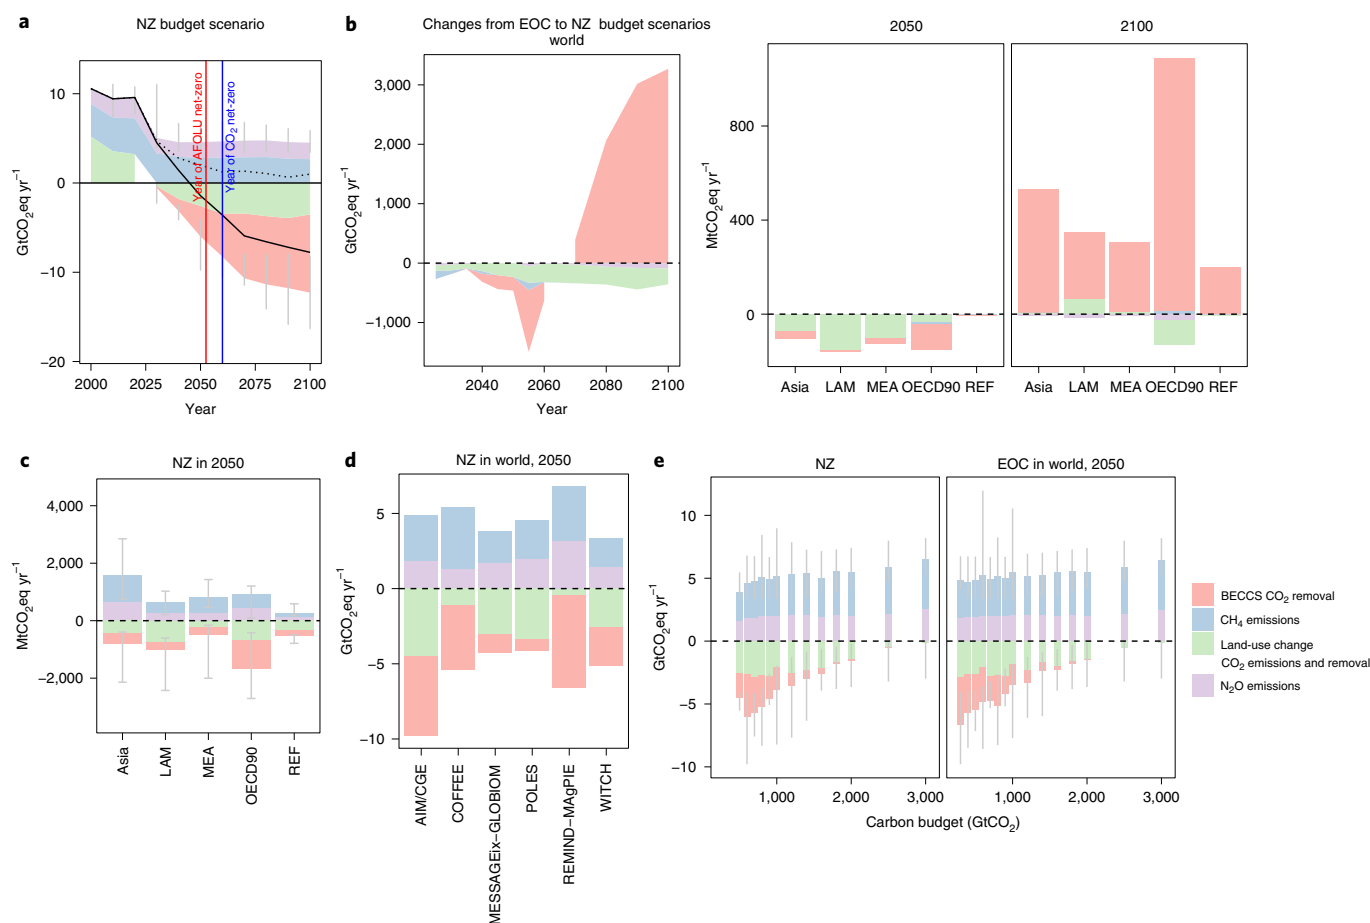 a
NZ budget scenario
GtCO2eq yr−1
10
0
−10
−20
Year of AFOLU net-zero
Year of CO2 net-zero
2000 2025 2050 2075 2100
Year
b
Changes from EOC to NZ budget scenarios
world
GtCO2eq yr−1
3,000
2,000
1,000
0
−1,000
2040 2060 2080 2100
Year
2050
2100
MtCO2eq yr−1
800
400
0
Asia LAM MEA OECD90 REF
Asia LAM MEA OECD90 REF
c
NZ in 2050
MtCO2eq yr−1
4,000
2,000
0
−2,000
Asia
LAM
MEA
OECD90
REF
d
NZ in world, 2050
GtCO2eq yr−1
5
0
−5
−10
AIM/CGE
COFFEE
MESSAGEix−GLOBIOM
POLES
REMIND−MAgPIE
WITCH
e
NZ
EOC in world, 2050
GtCO2eq yr−1
10
5
0
−5
−10
1,000 2,000 3,000
1,000 2,000 3,000
Carbon budget (GtCO2)
BECCS CO2 removal
CH4 emissions
Land-use change
CO2 emissions and removal
N2O emissions